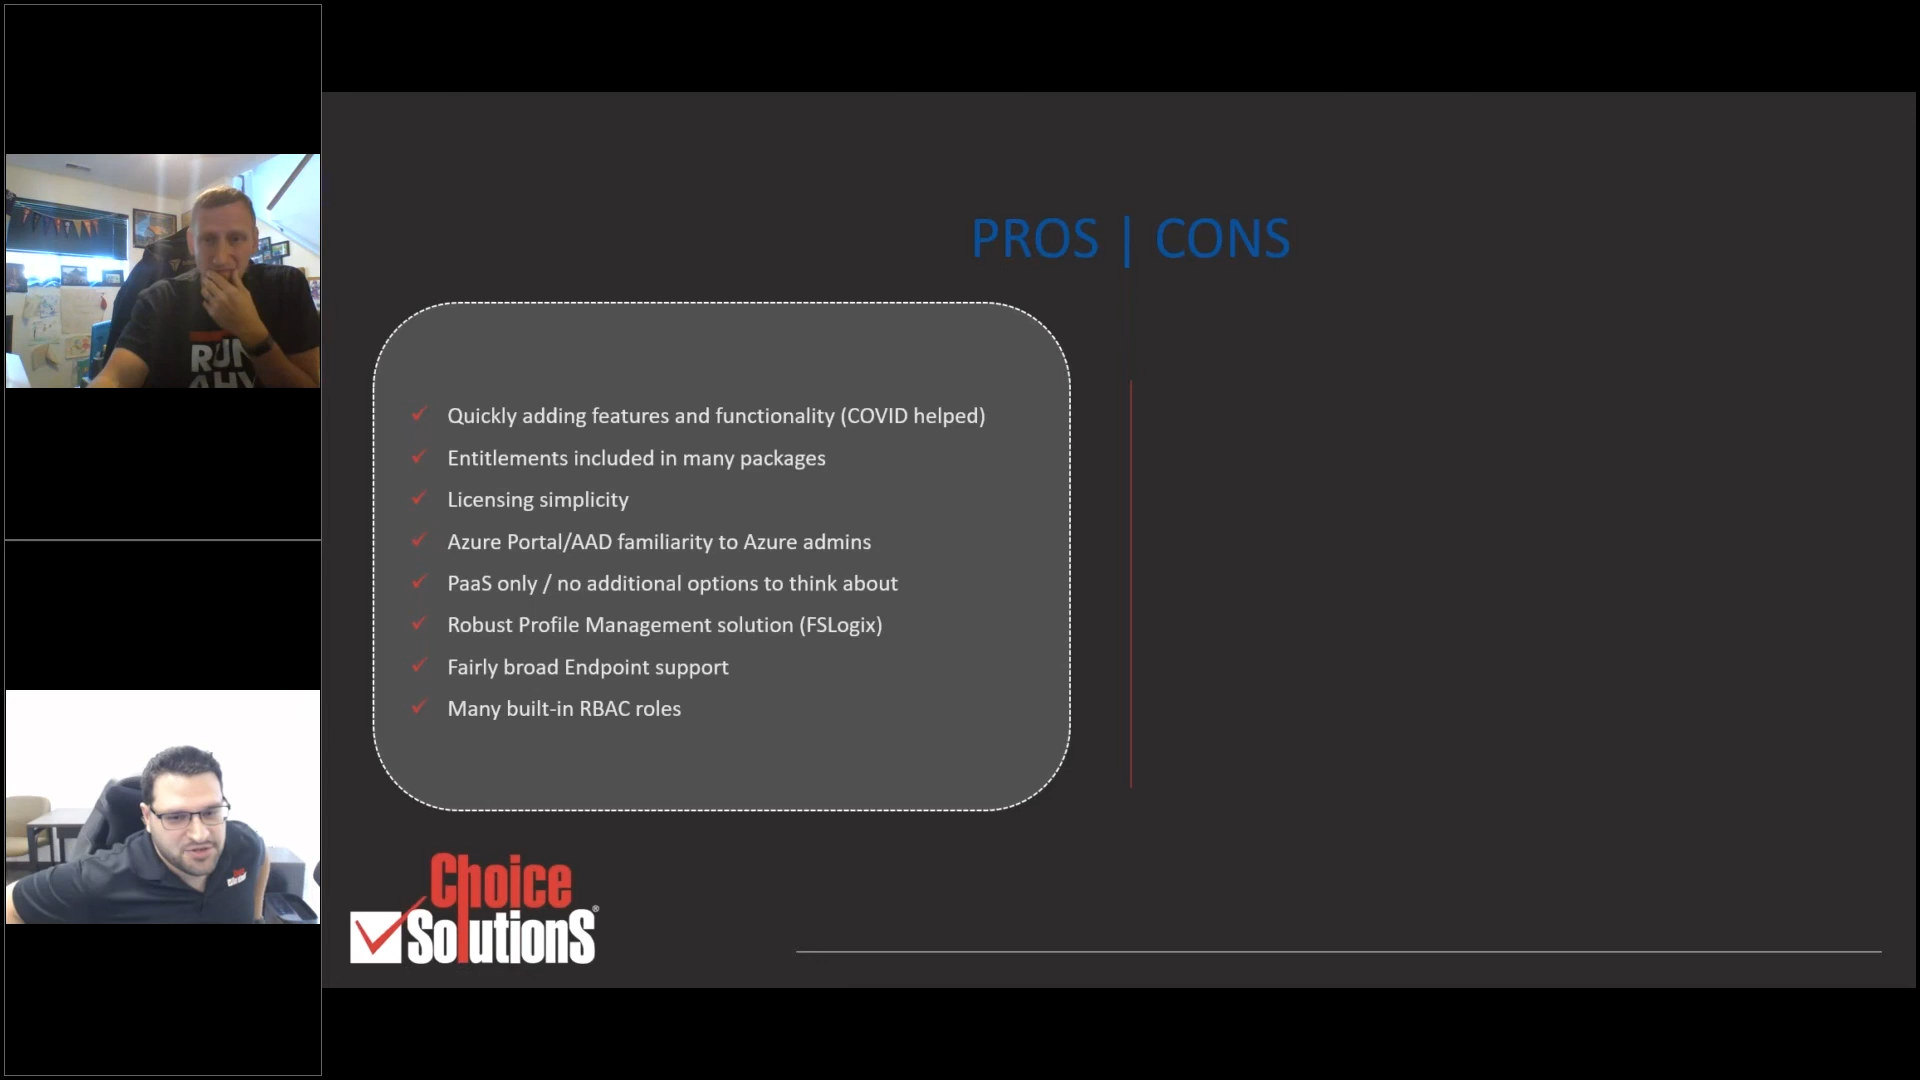 PROS | CONS
Quickly adding features and functionality (COVID helped)
Entitlements included in many packages
Licensing simplicity
Azure Portal/AAD familiarity to Azure admins
PaaS only / no additional options to think about
Robust Profile Management solution (FSLogix)
Fairly broad Endpoint support
Many built-in RBAC roles
Choice
Solutions®
RUN
AHV